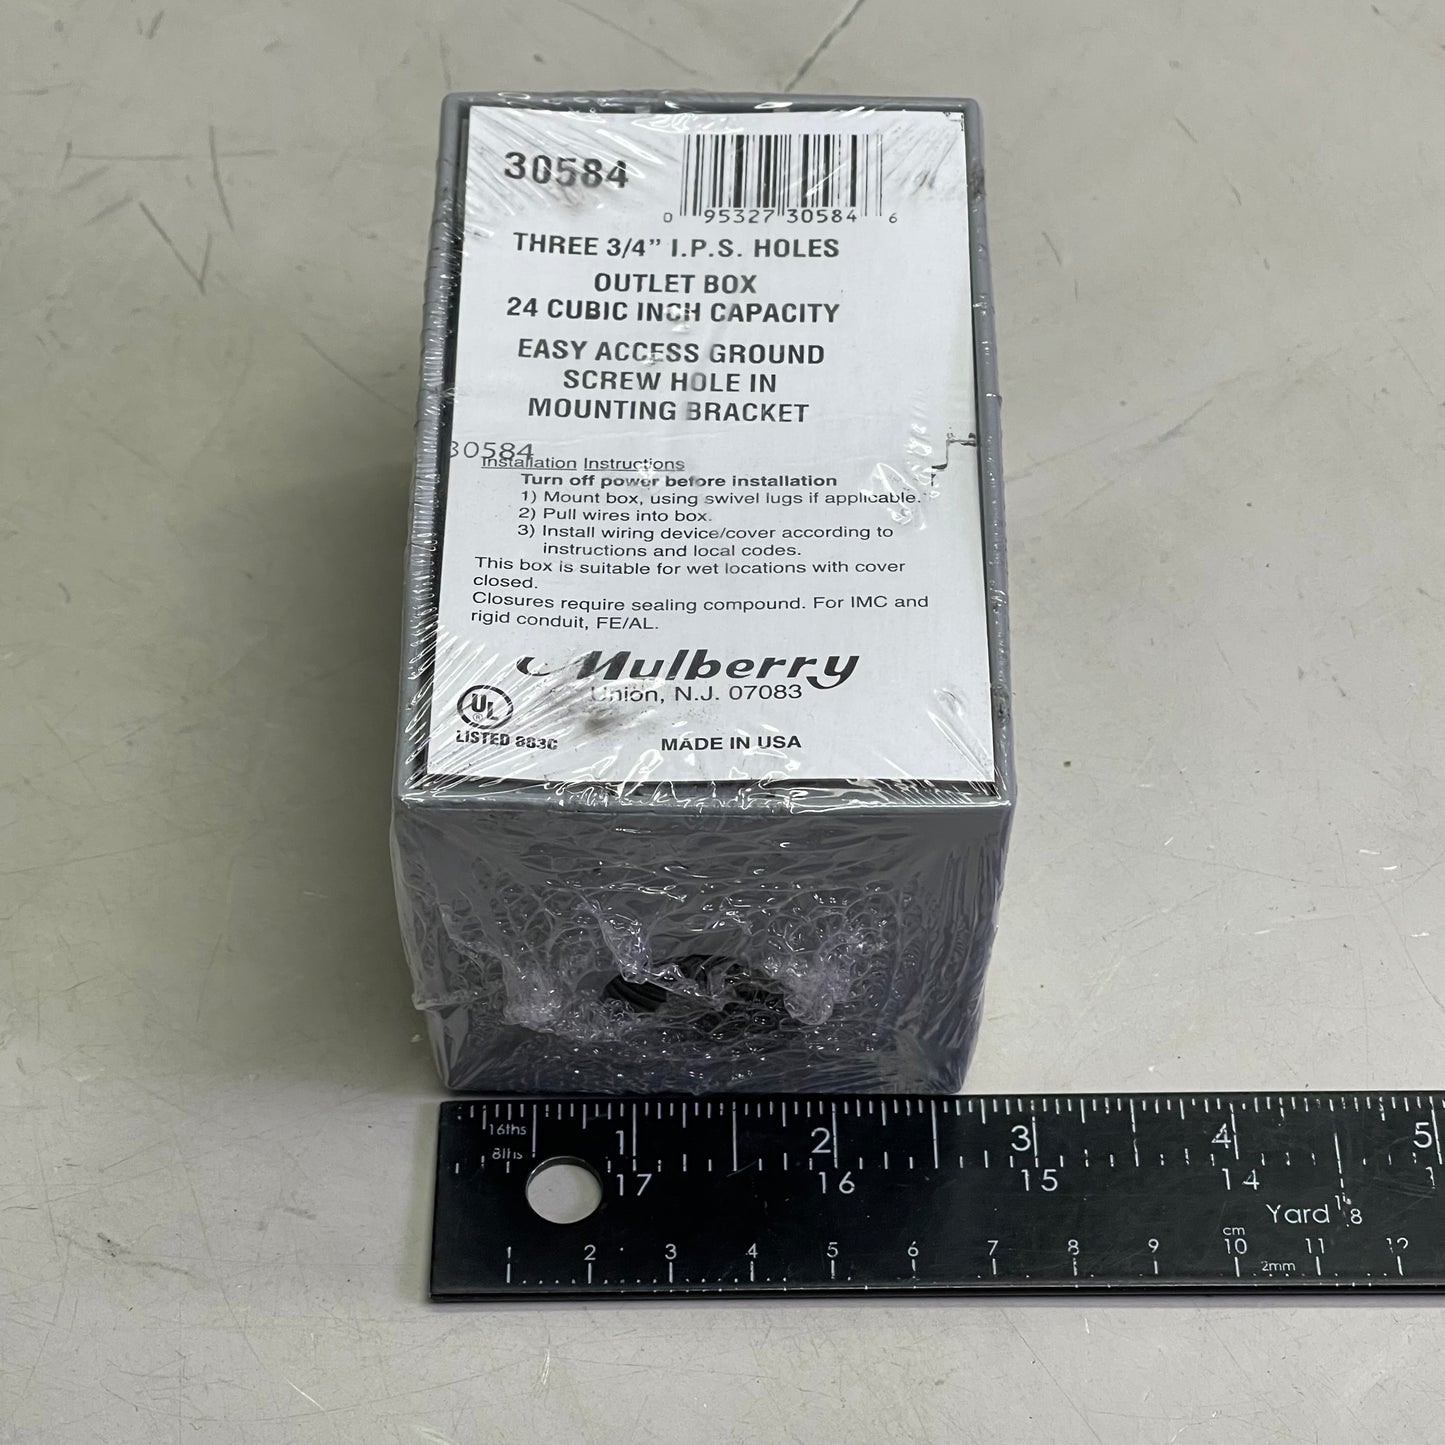 30584
0 95327 30584 6
THREE 3/4" I.P.S. HOLES
OUTLET BOX
24 CUBIC INCH CAPACITY
EASY ACCESS GROUND
SCREW HOLE IN
MOUNTING BRACKET
30584
Installation Instructions
Turn off power before installation
1) Mount box, using swivel lugs if applicable.
2) Pull wires into box.
3) Install wiring device/cover according to
instructions and local codes.
This box is suitable for wet locations with cover
closed.
Closures require sealing compound. For IMC and
rigid conduit, FE/AL.
Mulberry
Union, N.J. 07083
UL ®
LISTED 883C
MADE IN USA
16ths 1 2 3 4 5
8ths
17 16 15 14
Yard 1/8
cm
1 2 3 4 5 6 7 8 9 10 11 12
2mm